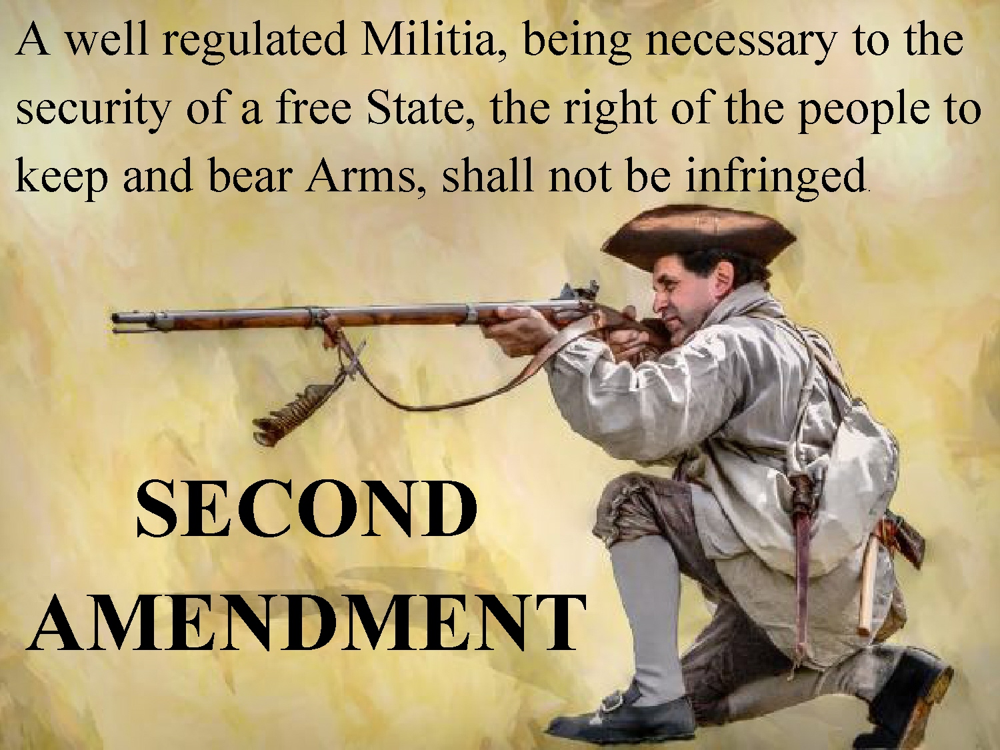 A well regulated Militia, being necessary to the
security of a free State, the right of the people to
keep and bear Arms, shall not be infringed.
SECOND
AMENDMENT